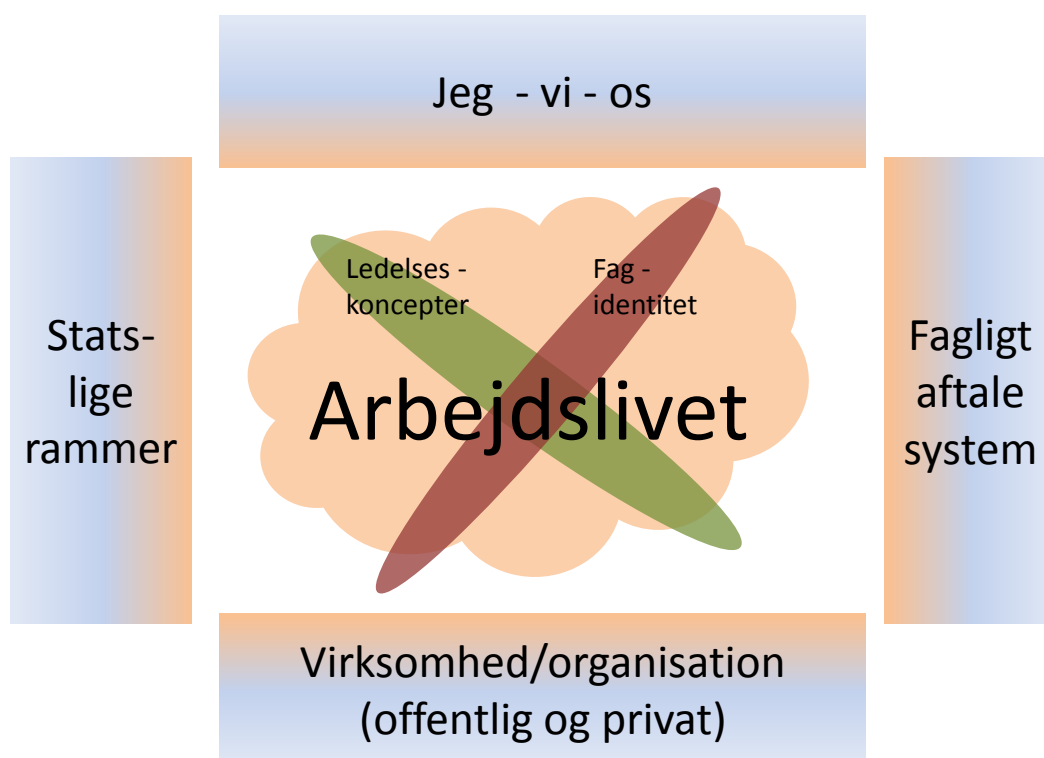 Jeg - vi - os
Stats-
lige
rammer
Ledelses -
koncepter
Fag -
identitet
Arbejdslivet
Fagligt
aftale
system
Virksomhed/organisation
(offentlig og privat)